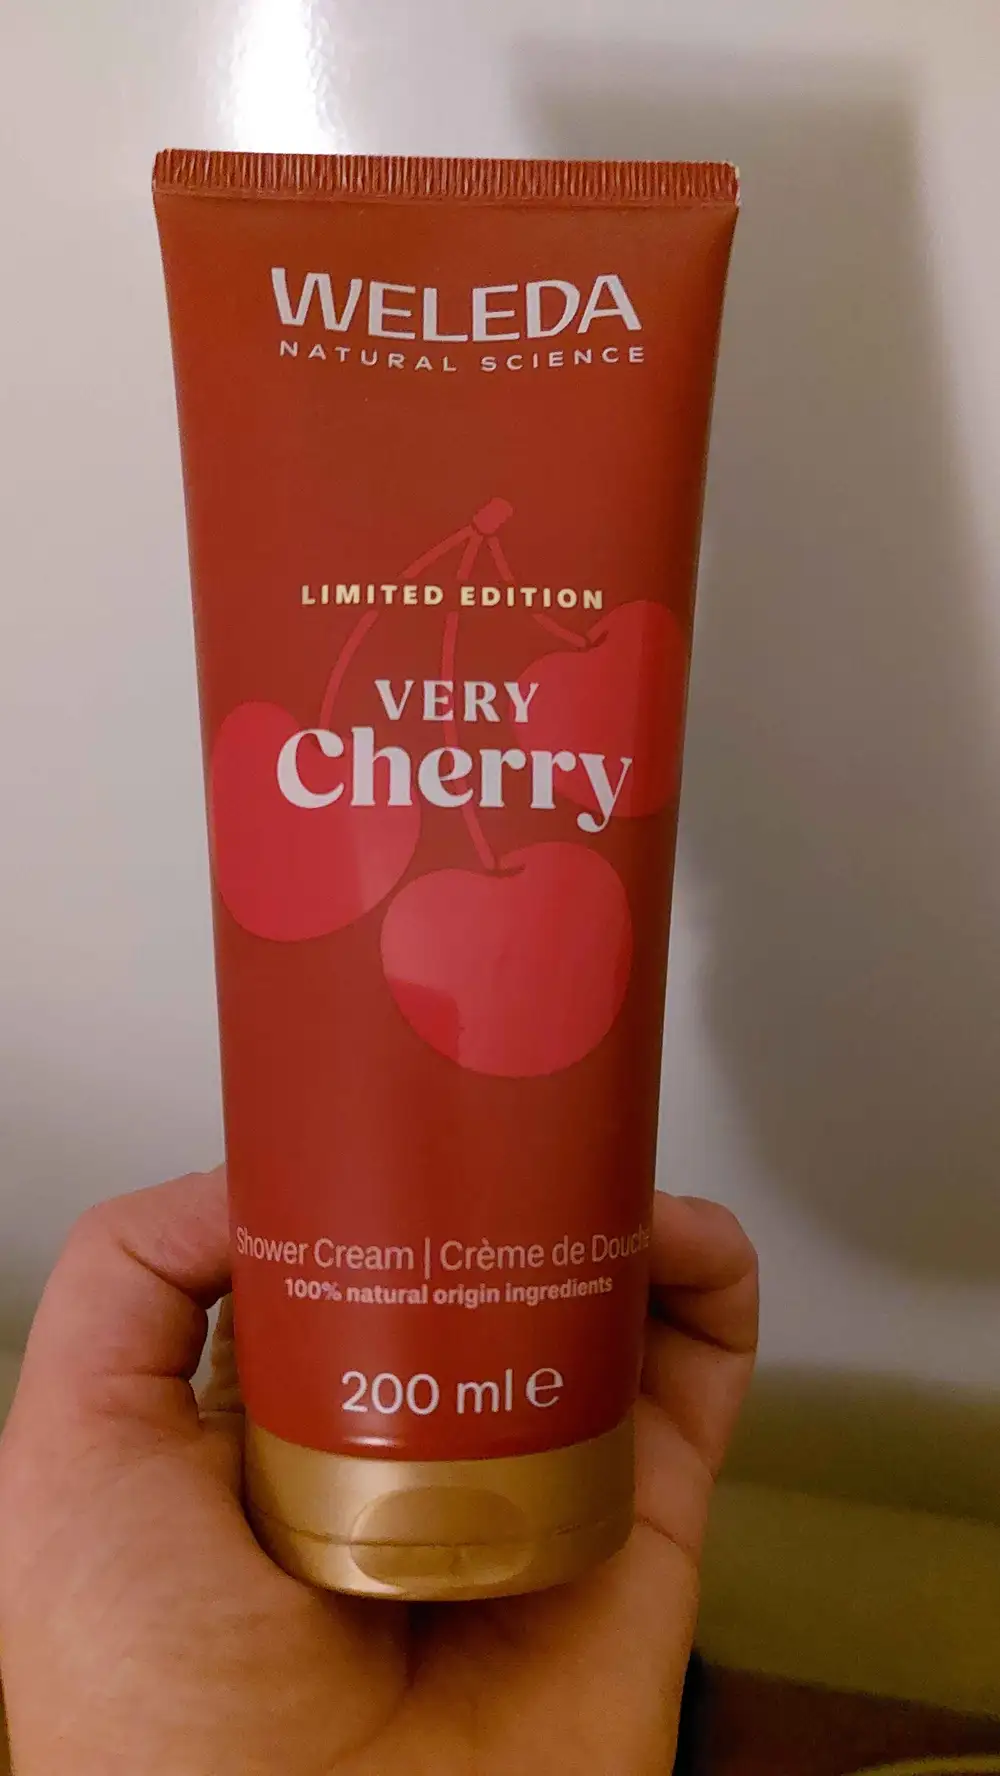 WELEDA
NATURAL SCIENCE
LIMITED EDITION
VERY
Cherry
Shower Cream | Crème de Douche
100% natural origin ingredients
200 ml ℮